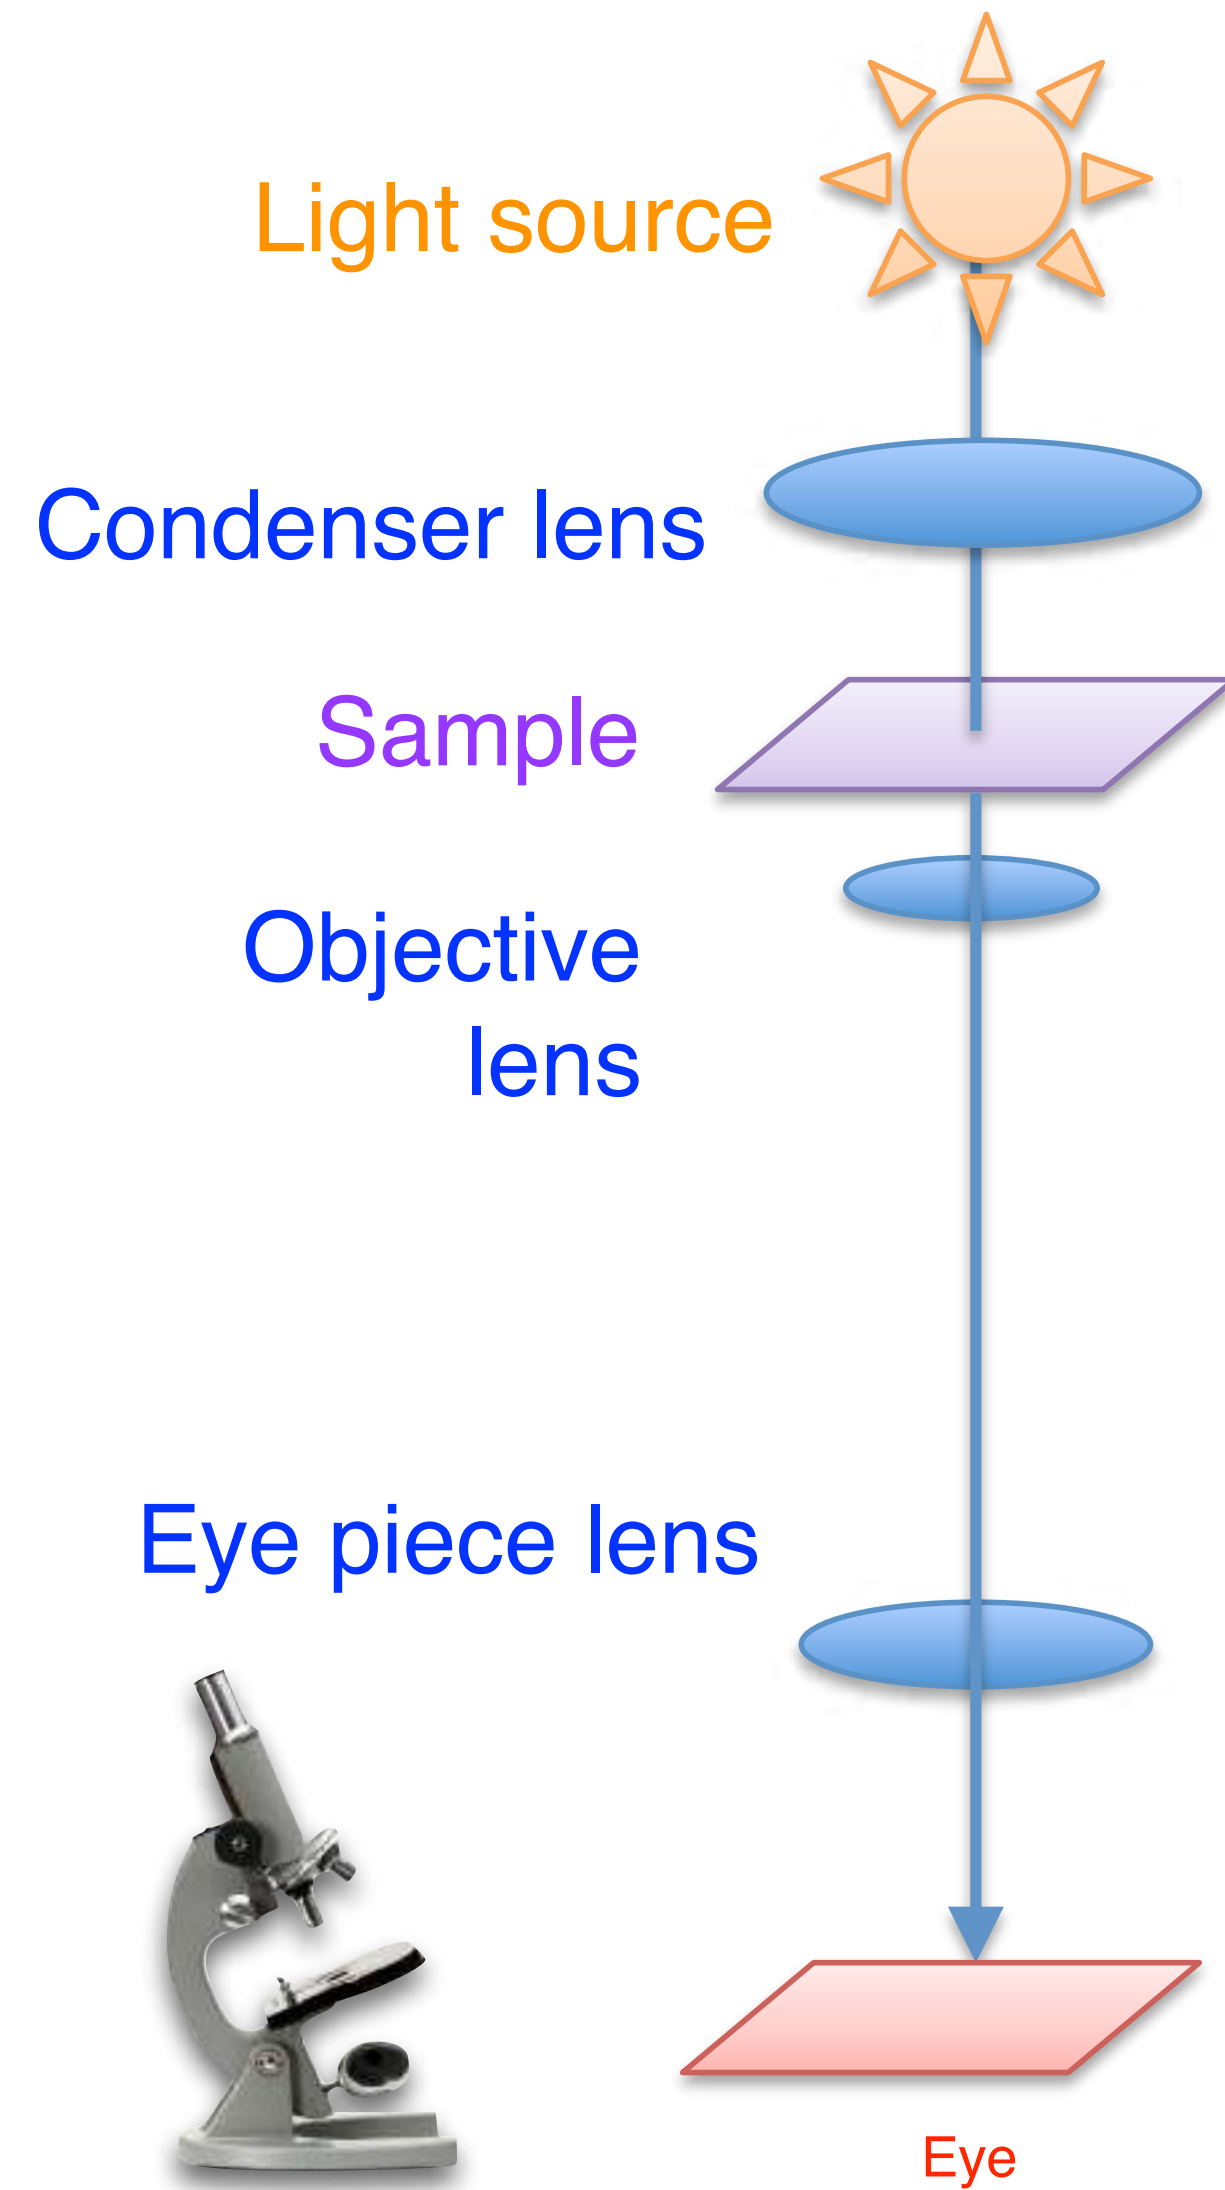 Light source
Condenser lens
Sample
Objective
lens
Eye piece lens
Eye